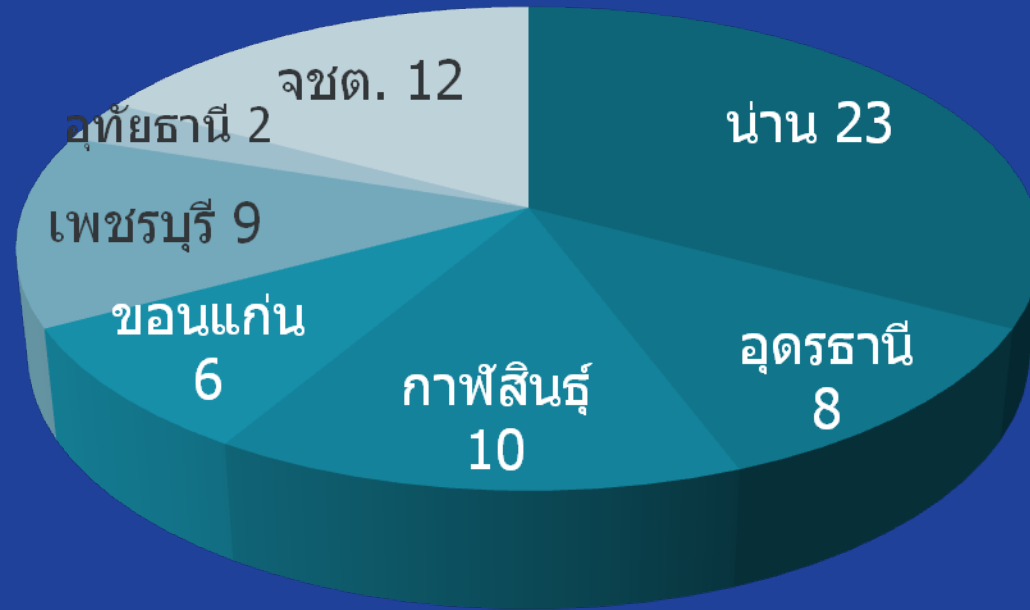 จชต. 12
น่าน 23
อุทัยธานี 2
เพชรบุรี 9
ขอนแก่น
6
กาฬสินธุ์
10
อุดรธานี
8